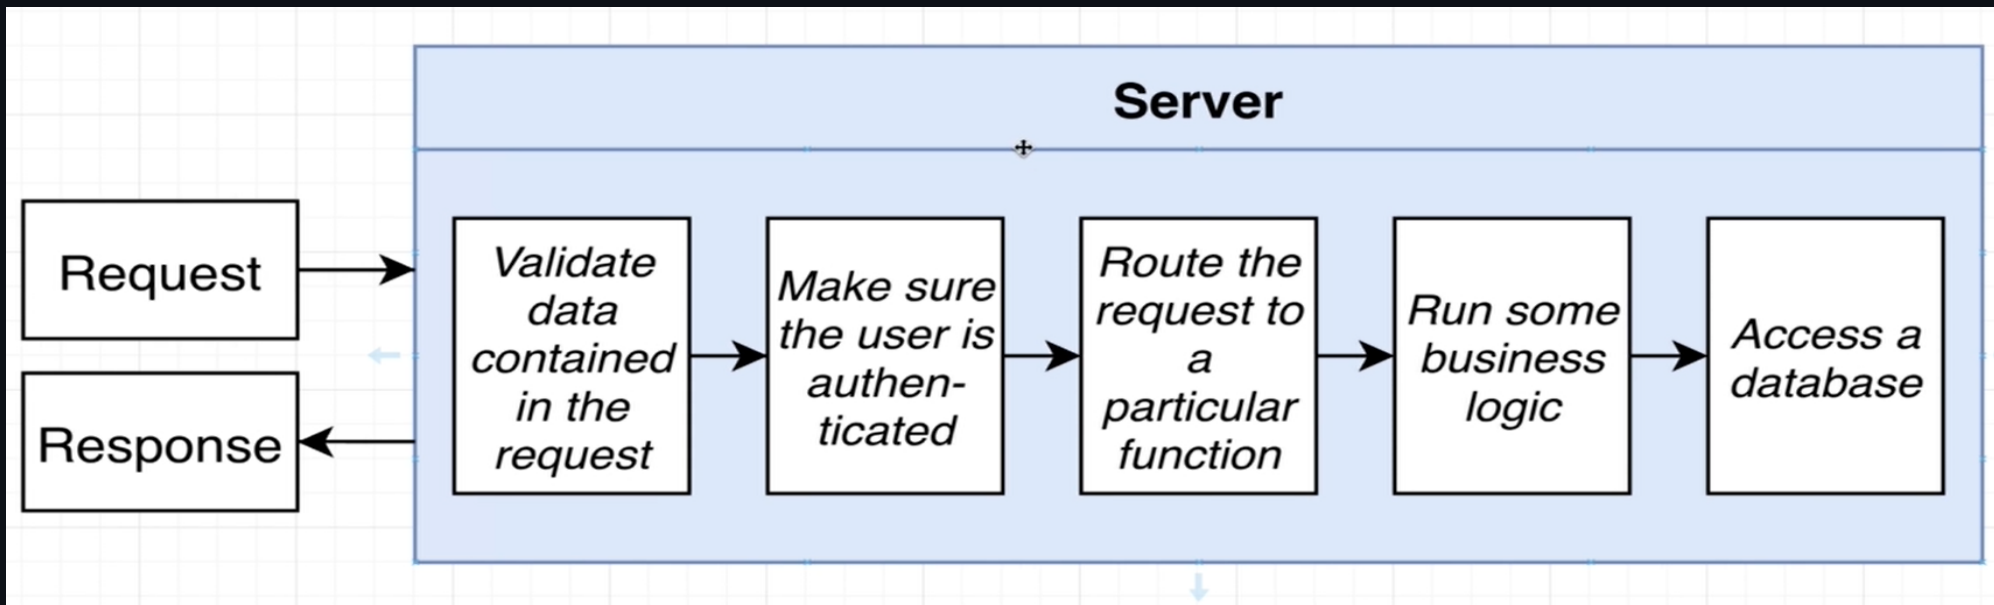 Server
Request
Response
Validate
data
contained
in the
request
Make sure
the user is
authen-
ticated
Route the
request to
a
particular
function
Run some
business
logic
Access a
database